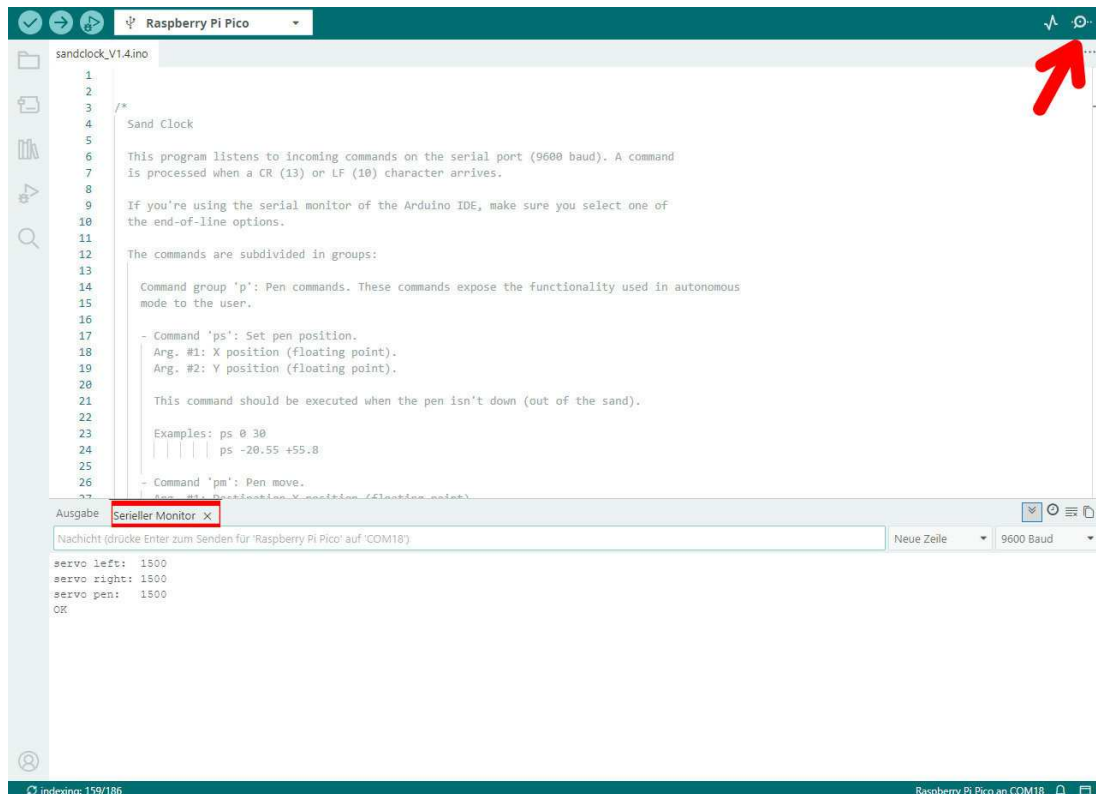 Raspberry Pi Pico
sandclock_V1.4.ino
1
2
3 /*
4 Sand Clock
5
6 This program listens to incoming commands on the serial port (9600 baud). A command
7 is processed when a CR (13) or LF (10) character arrives.
8
9 If you're using the serial monitor of the Arduino IDE, make sure you select one of
10 the end-of-line options.
11
12 The commands are subdivided in groups:
13
14 Command group 'p': Pen commands. These commands expose the functionality used in autonomous
15 mode to the user.
16
17 - Command 'ps': Set pen position.
18 Arg. #1: X position (floating point).
19 Arg. #2: Y position (floating point).
20
21 This command should be executed when the pen isn't down (out of the sand).
22
23 Examples: ps 0 30
24 ps -20.55 +55.8
25
26 - Command 'pm': Pen move.
27 Arg. #1: Destination X position (floating point)
Ausgabe Serieller Monitor ×
Nachricht (drücke Enter zum Senden für 'Raspberry Pi Pico' auf 'COM18') Neue Zeile 9600 Baud
servo left: 1500
servo right: 1500
servo pen: 1500
OK
indexing: 159/186 Raspberry Pi Pico an COM18